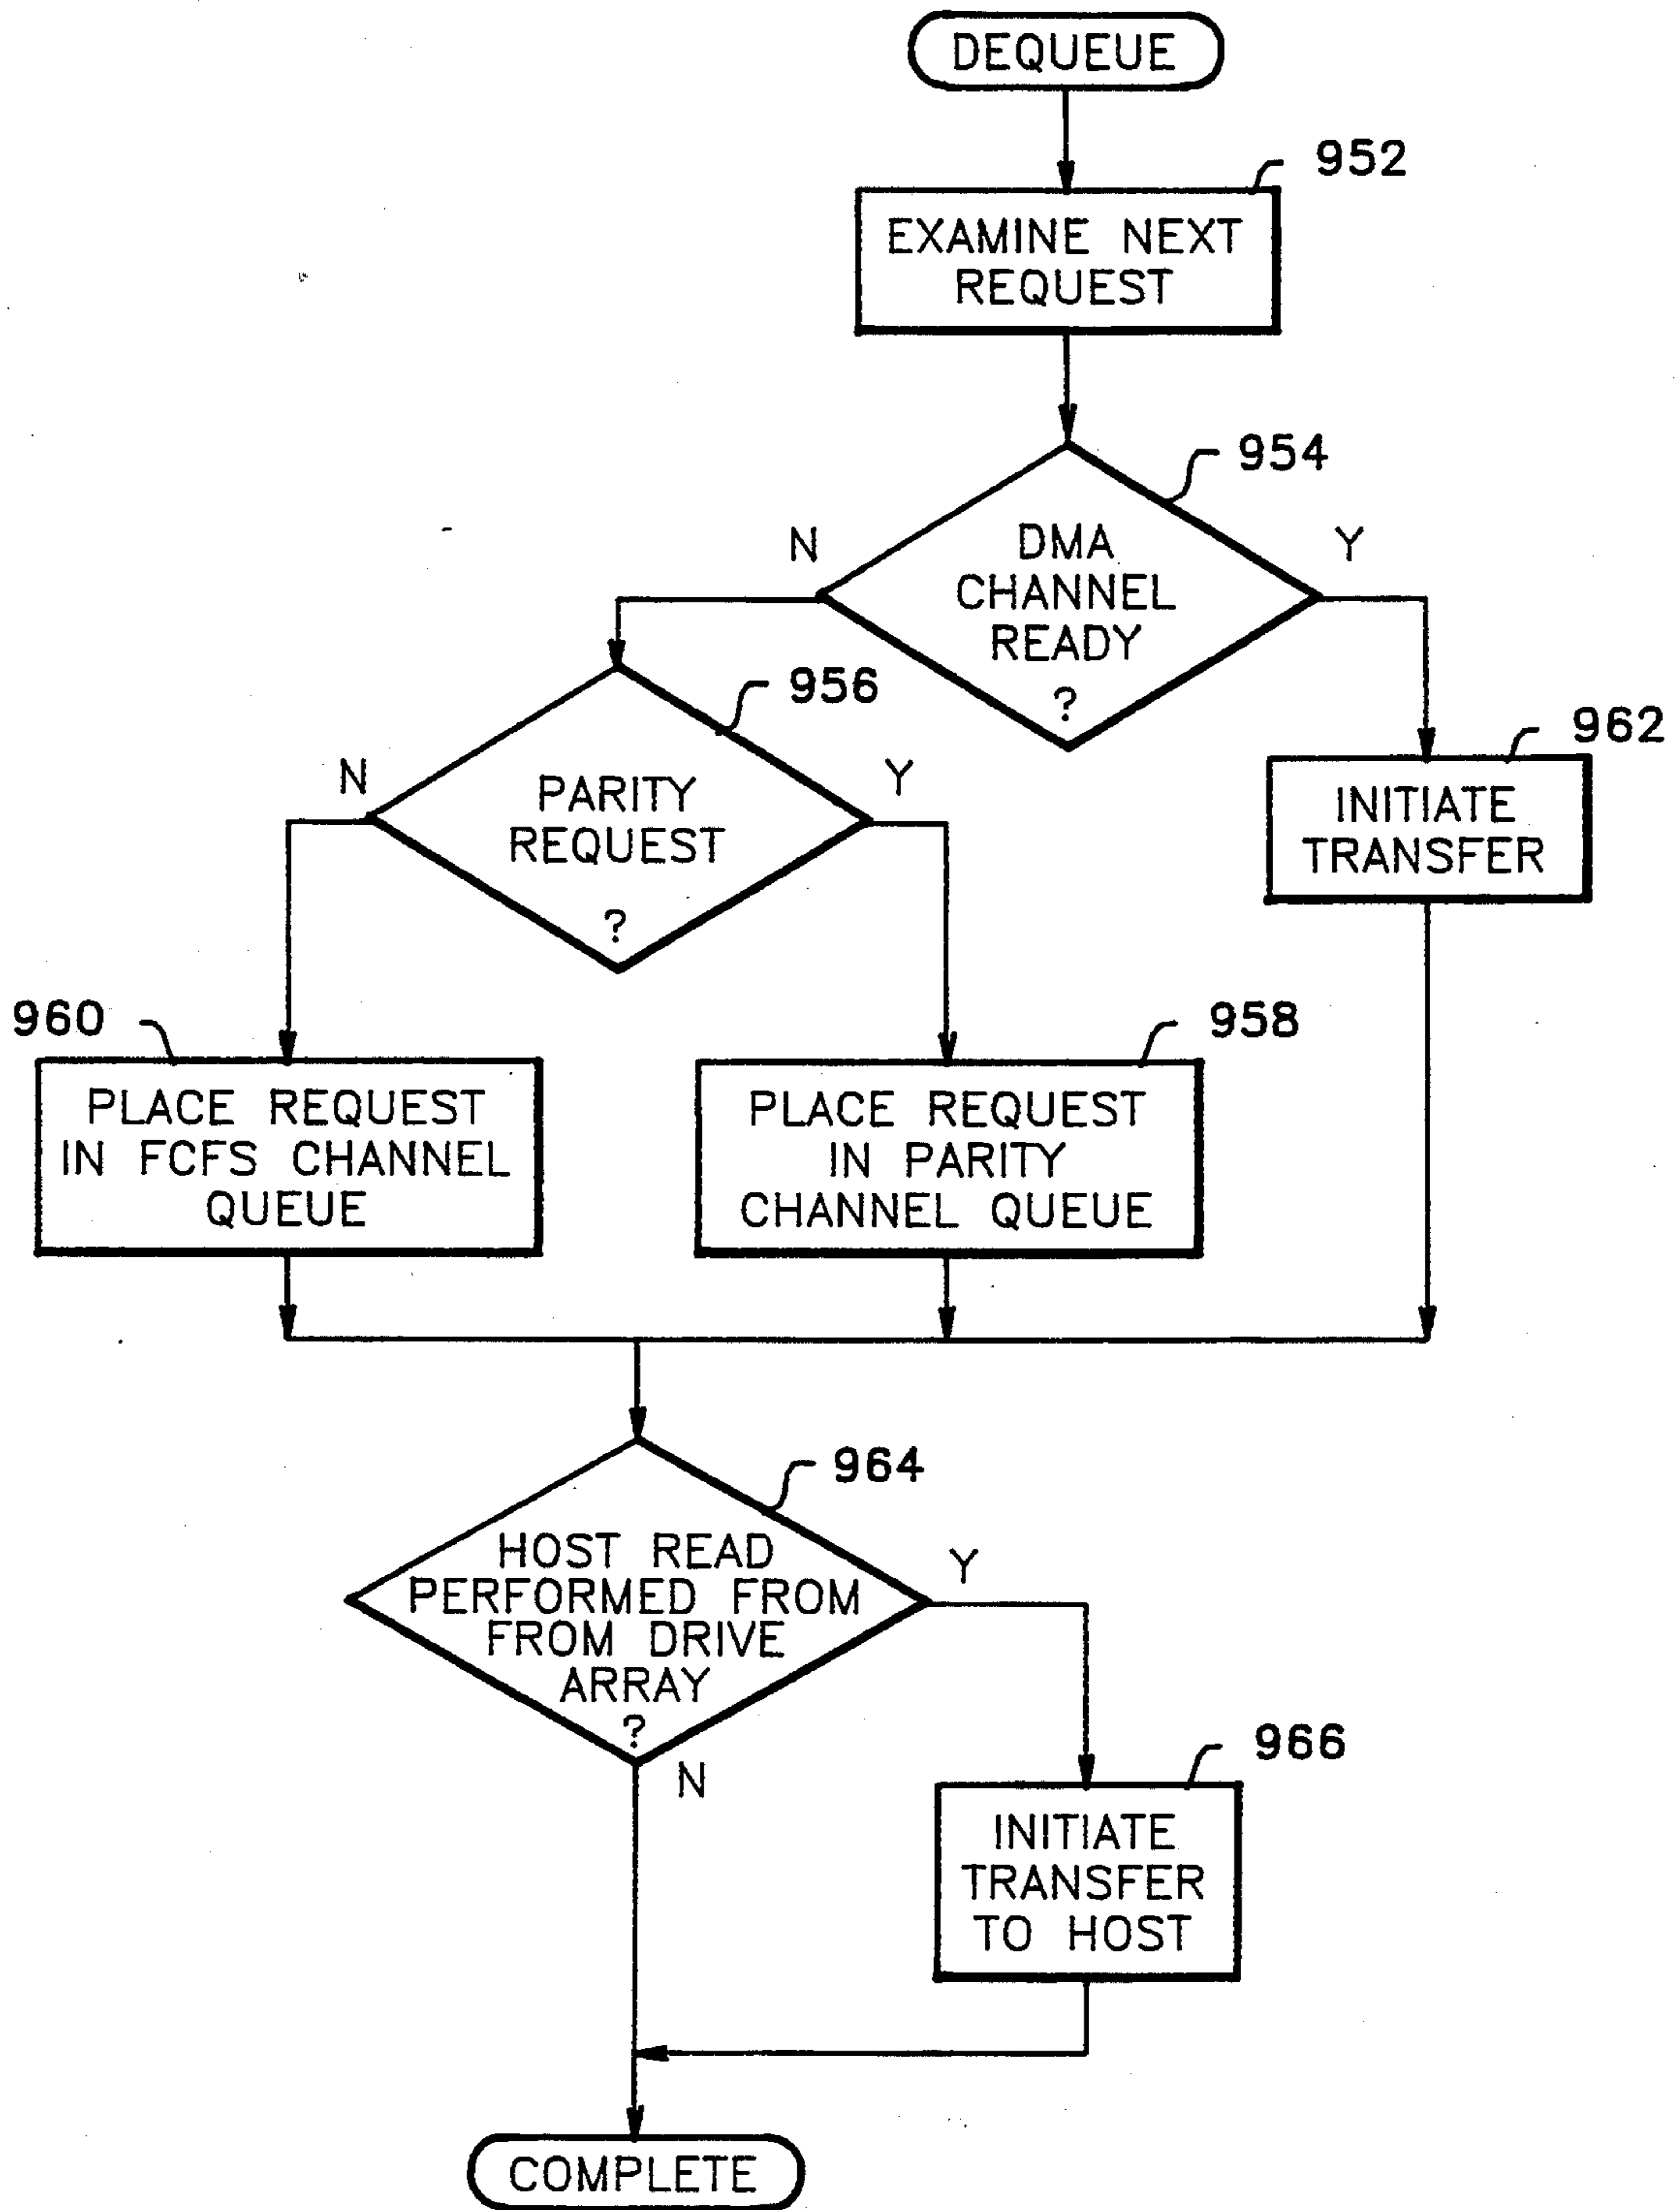 DEQUEUE
952
EXAMINE NEXT
REQUEST
954
N
Y
DMA
CHANNEL
READY
?
956
962
N
Y
PARITY
REQUEST
?
INITIATE
TRANSFER
960
958
PLACE REQUEST
IN FCFS CHANNEL
QUEUE
PLACE REQUEST
IN PARITY
CHANNEL QUEUE
964
HOST READ
PERFORMED FROM
FROM DRIVE
ARRAY
?
Y
N
966
INITIATE
TRANSFER
TO HOST
COMPLETE